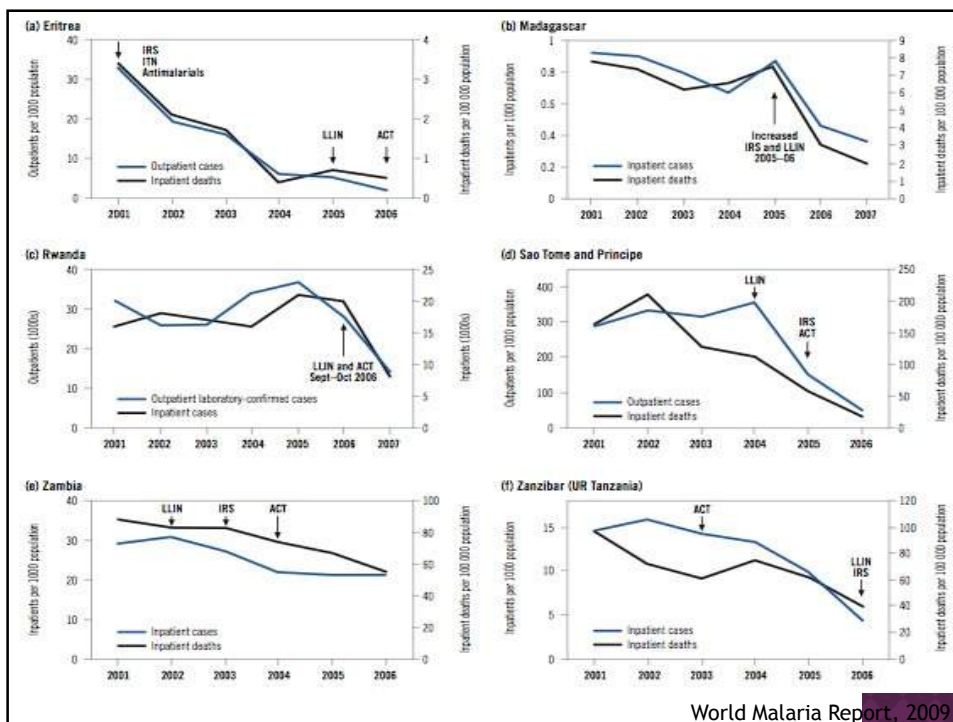 (a) Eritrea
Outpatients per 1000 population
40
30
20
10
0
IRS
ITN
Antimalarials
LLIN
ACT
Outpatient cases
Inpatient deaths
4
3
2
1
0
Inpatient deaths per 100 000 population
2001 2002 2003 2004 2005 2006
(b) Madagascar
Inpatients per 1000 population
1
0.8
0.6
0.4
0.2
0
Increased
IRS and LLIN
2005–06
Inpatient cases
Inpatient deaths
9
8
7
6
5
4
3
2
1
0
Inpatient deaths per 100 000 population
2001 2002 2003 2004 2005 2006 2007
(c) Rwanda
Outpatients (1000s)
40
30
20
10
0
LLIN and ACT
Sept–Oct 2006
Outpatient laboratory-confirmed cases
Inpatient cases
25
20
15
10
5
0
Inpatients (1000s)
2001 2002 2003 2004 2005 2006 2007
(d) Sao Tome and Principe
Outpatients per 1000 population
400
300
200
100
0
LLIN
IRS
ACT
Outpatient cases
Inpatient deaths
250
200
150
100
50
0
Inpatient deaths per 100 000 population
2001 2002 2003 2004 2005 2006
(e) Zambia
Inpatients per 1000 population
40
30
20
10
0
LLIN
IRS
ACT
Inpatient cases
Inpatient deaths
100
80
60
40
20
0
Inpatient deaths per 100 000 population
2001 2002 2003 2004 2005 2006
(f) Zanzibar (UR Tanzania)
Inpatients per 1000 population
15
10
5
0
ACT
LLIN
IRS
Inpatient cases
Inpatient deaths
120
100
80
60
40
20
0
Inpatient deaths per 100 000 population
2001 2002 2003 2004 2005 2006
World Malaria Report, 2009